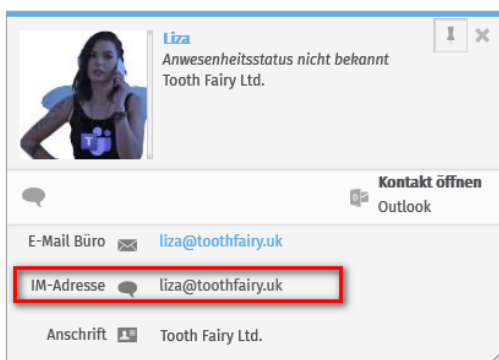 Liza
Anwesenheitsstatus nicht bekannt
Tooth Fairy Ltd.
Kontakt öffnen
Outlook
E-Mail Büro liza@toothfairy.uk
IM-Adresse liza@toothfairy.uk
Anschrift Tooth Fairy Ltd.